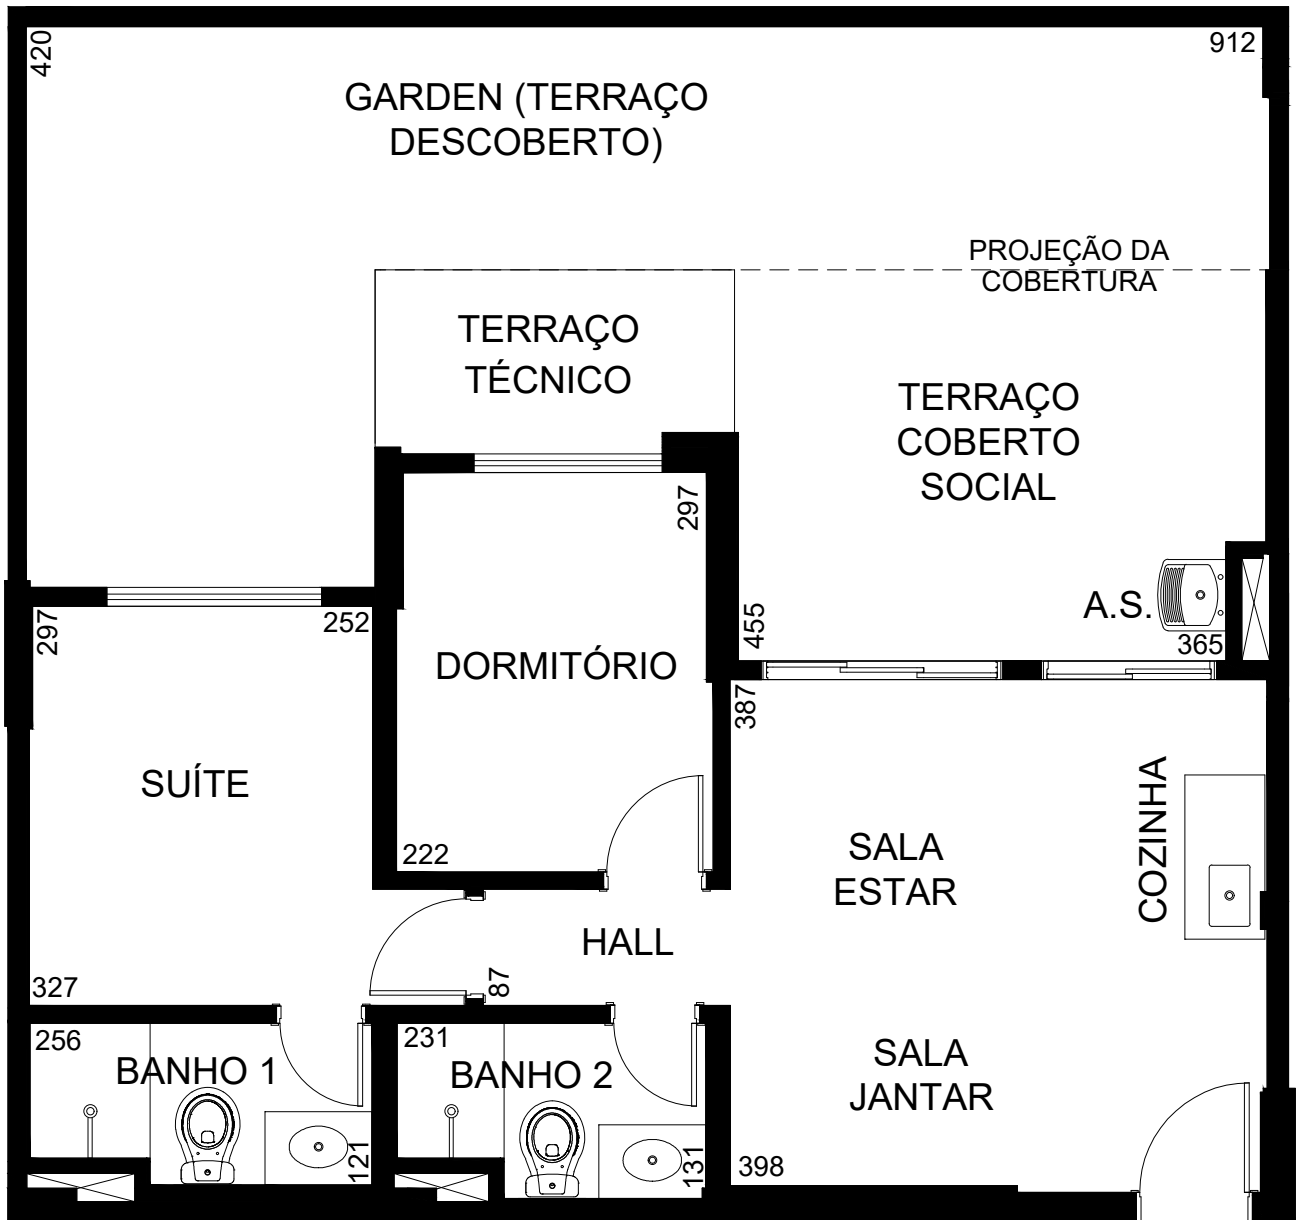 420
912
GARDEN (TERRAÇO
DESCOBERTO)
PROJEÇÃO DA
COBERTURA
TERRAÇO
TÉCNICO
TERRAÇO
COBERTO
SOCIAL
297
A.S.
455
365
297
252
DORMITÓRIO
387
SUÍTE
COZINHA
222
SALA
ESTAR
HALL
327
87
256
BANHO 1
231
BANHO 2
SALA
JANTAR
121
131
398